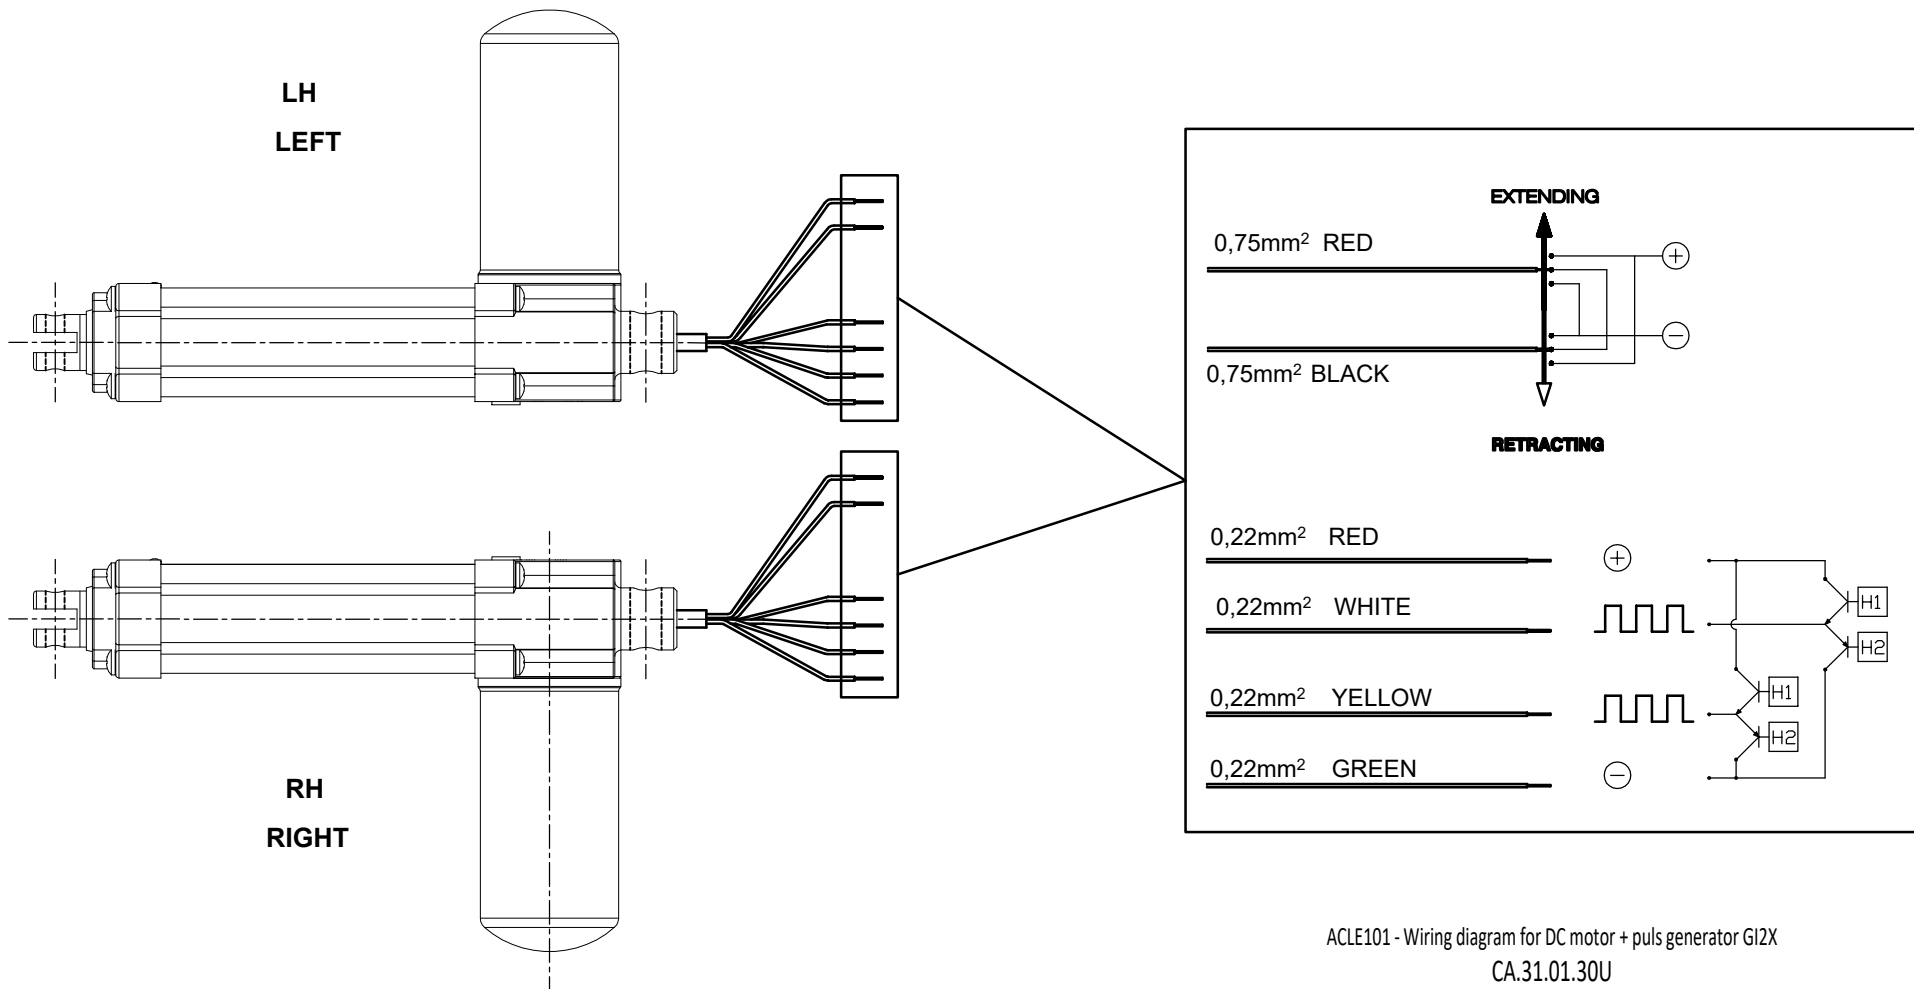 LH
LEFT
EXTENDING
0,75mm² RED
+
−
0,75mm² BLACK
RETRACTING
0,22mm² RED
+
H1
0,22mm² WHITE
H2
0,22mm² YELLOW
H1
H2
0,22mm² GREEN
−
RH
RIGHT
ACLE101 - Wiring diagram for DC motor + puls generator GI2X
CA.31.01.30U